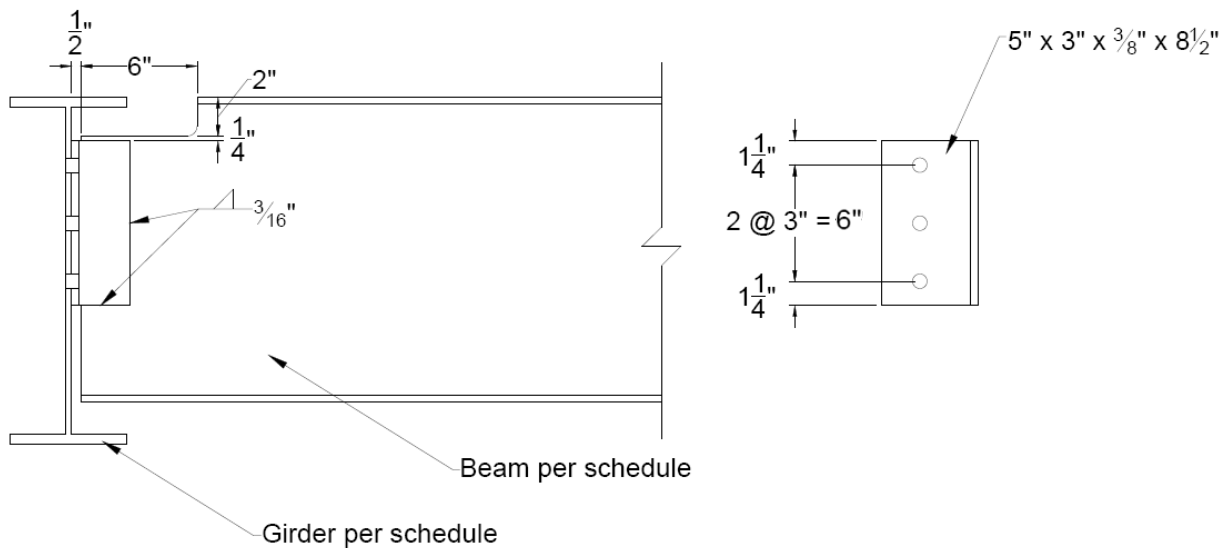 1/2"
6"
2"
1/4"
3/16"
Beam per schedule
Girder per schedule
5" x 3" x 3/8" x 8 1/2"
1 1/4"
2 @ 3" = 6"
1 1/4"